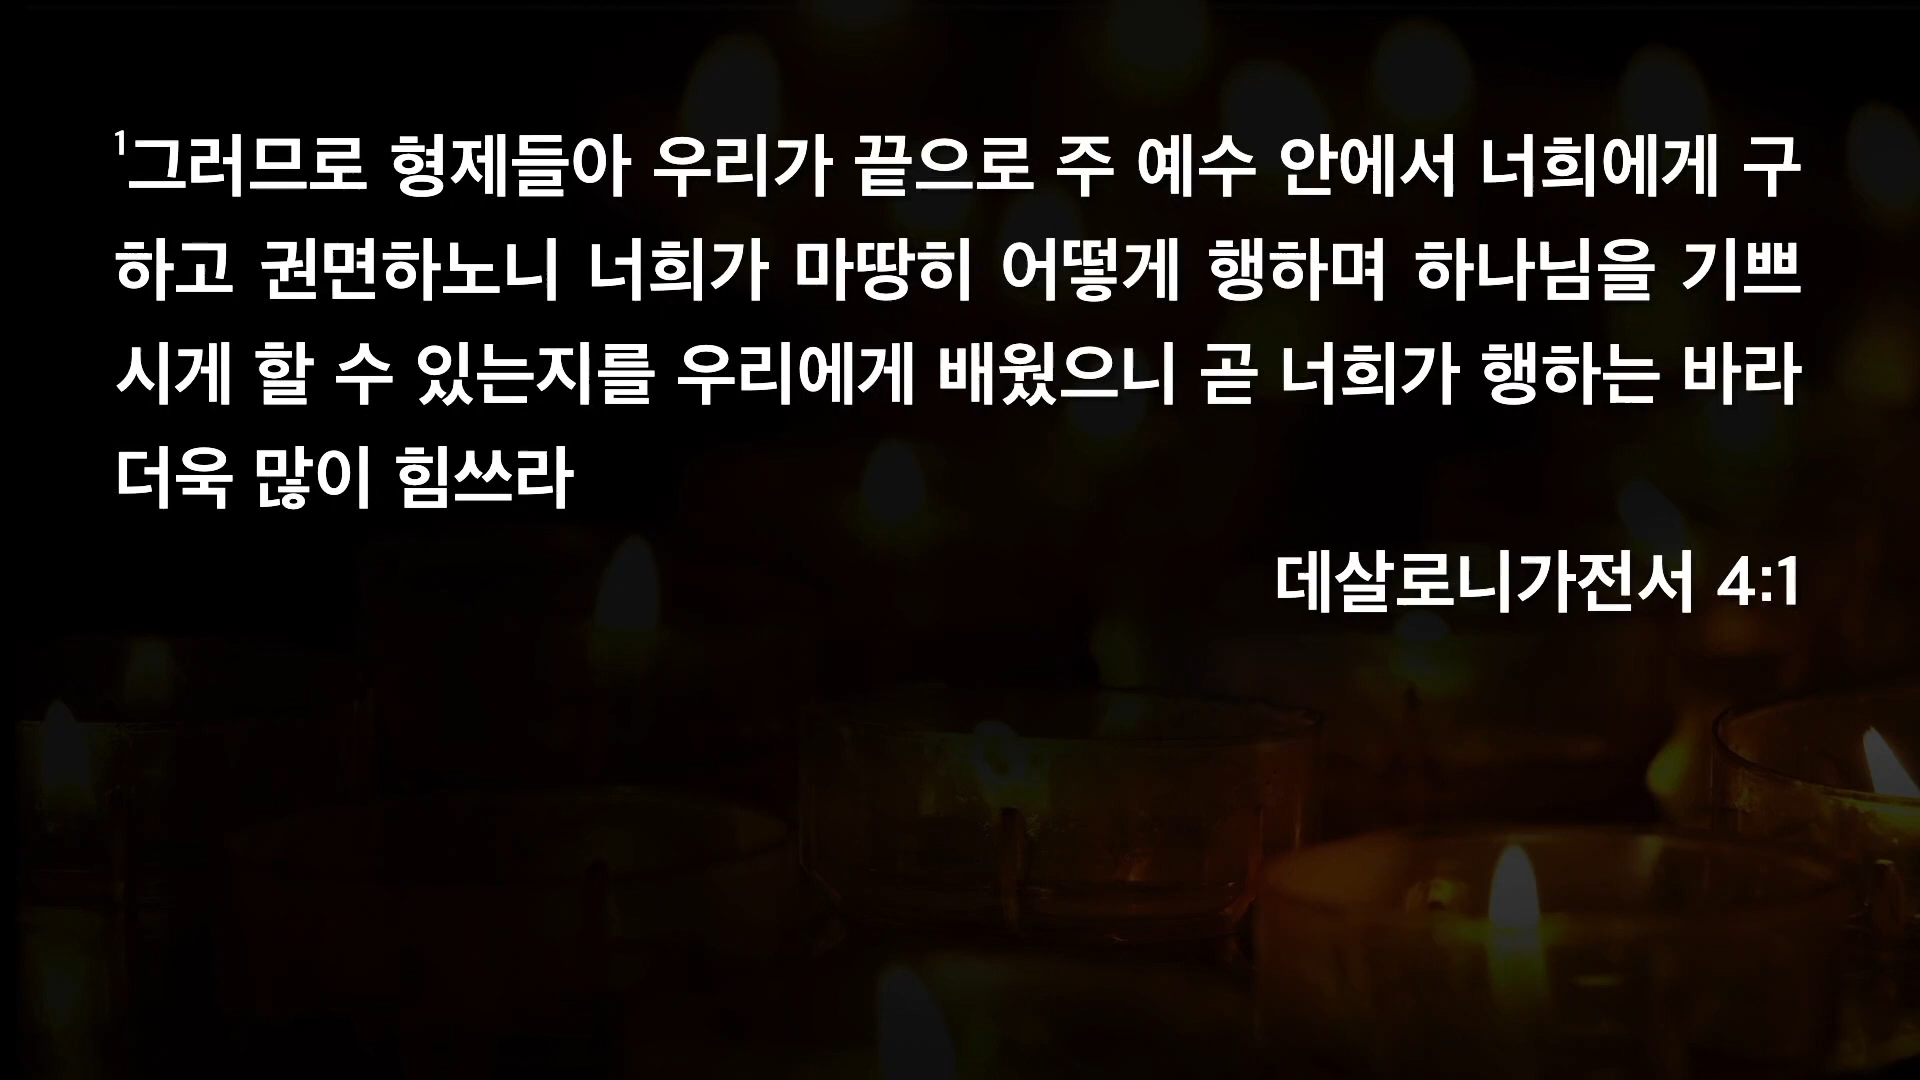 1그러므로 형제들아 우리가 끝으로 주 예수 안에서 너희에게 구
하고 권면하노니 너희가 마땅히 어떻게 행하며 하나님을 기쁘
시게 할 수 있는지를 우리에게 배웠으니 곧 너희가 행하는 바라
더욱 많이 힘쓰라
데살로니가전서 4:1